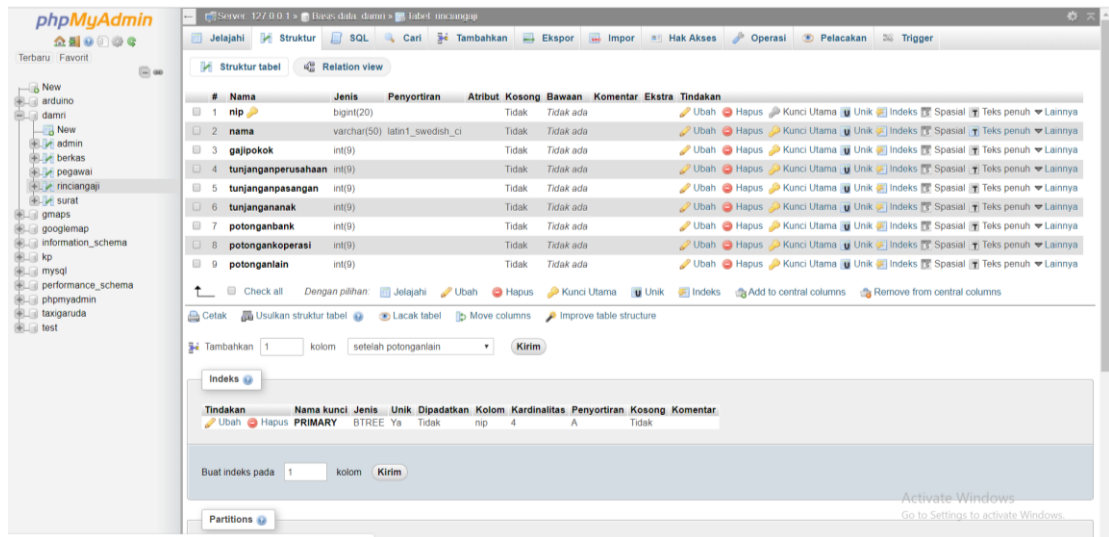 phpMyAdmin
Terbaru Favorit
New
arduino
damri
New
admin
berkas
pegawai
rinciangaji
surat
gmaps
googlemap
information_schema
kp
mysql
performance_schema
phpmyadmin
taxigaruda
test
Server: 127.0.0.1 » Basis data: damri » Tabel: rinciangaji
Jelajahi Struktur SQL Cari Tambahkan Ekspor Impor Hak Akses Operasi Pelacakan Trigger
Struktur tabel Relation view
# Nama Jenis Penyortiran Atribut Kosong Bawaan Komentar Ekstra Tindakan
1 nip bigint(20) Tidak Tidak ada Ubah Hapus Kunci Utama Unik Indeks Spasial Teks penuh Lainnya
2 nama varchar(50) latin1_swedish_ci Tidak Tidak ada Ubah Hapus Kunci Utama Unik Indeks Spasial Teks penuh Lainnya
3 gajipokok int(9) Tidak Tidak ada Ubah Hapus Kunci Utama Unik Indeks Spasial Teks penuh Lainnya
4 tunjanganperusahaan int(9) Tidak Tidak ada Ubah Hapus Kunci Utama Unik Indeks Spasial Teks penuh Lainnya
5 tunjanganpasangan int(9) Tidak Tidak ada Ubah Hapus Kunci Utama Unik Indeks Spasial Teks penuh Lainnya
6 tunjangananak int(9) Tidak Tidak ada Ubah Hapus Kunci Utama Unik Indeks Spasial Teks penuh Lainnya
7 potonganbank int(9) Tidak Tidak ada Ubah Hapus Kunci Utama Unik Indeks Spasial Teks penuh Lainnya
8 potongankoperasi int(9) Tidak Tidak ada Ubah Hapus Kunci Utama Unik Indeks Spasial Teks penuh Lainnya
9 potonganlain int(9) Tidak Tidak ada Ubah Hapus Kunci Utama Unik Indeks Spasial Teks penuh Lainnya
Check all Dengan pilihan: Jelajahi Ubah Hapus Kunci Utama Unik Indeks Add to central columns Remove from central columns
Cetak Usulkan struktur tabel Lacak tabel Move columns Improve table structure
Tambahkan 1 kolom setelah potonganlain Kirim
Indeks
Tindakan Nama kunci Jenis Unik Dipadatkan Kolom Kardinalitas Penyortiran Kosong Komentar
Ubah Hapus PRIMARY BTREE Ya Tidak nip 4 A Tidak
Buat indeks pada 1 kolom Kirim
Partitions
Activate Windows
Go to Settings to activate Windows.